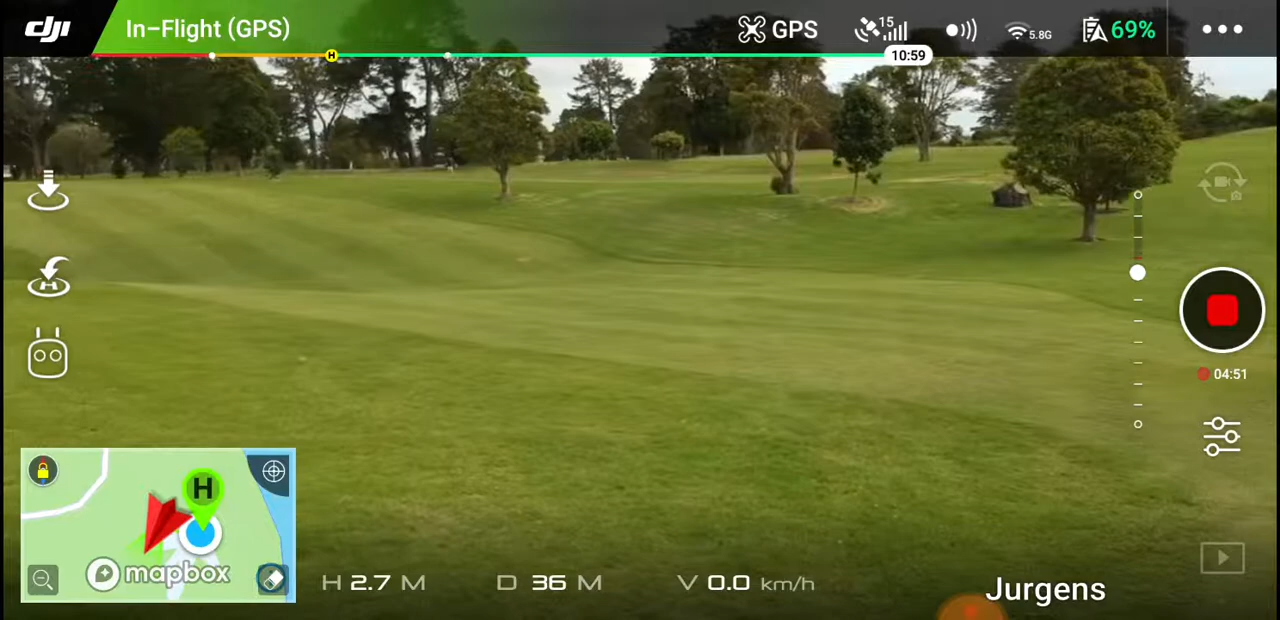 dji In-Flight (GPS) GPS 15 5.8G 69%
H 10:59
04:51
H
mapbox
H 2.7 M D 36 M V 0.0 km/h
Jurgens